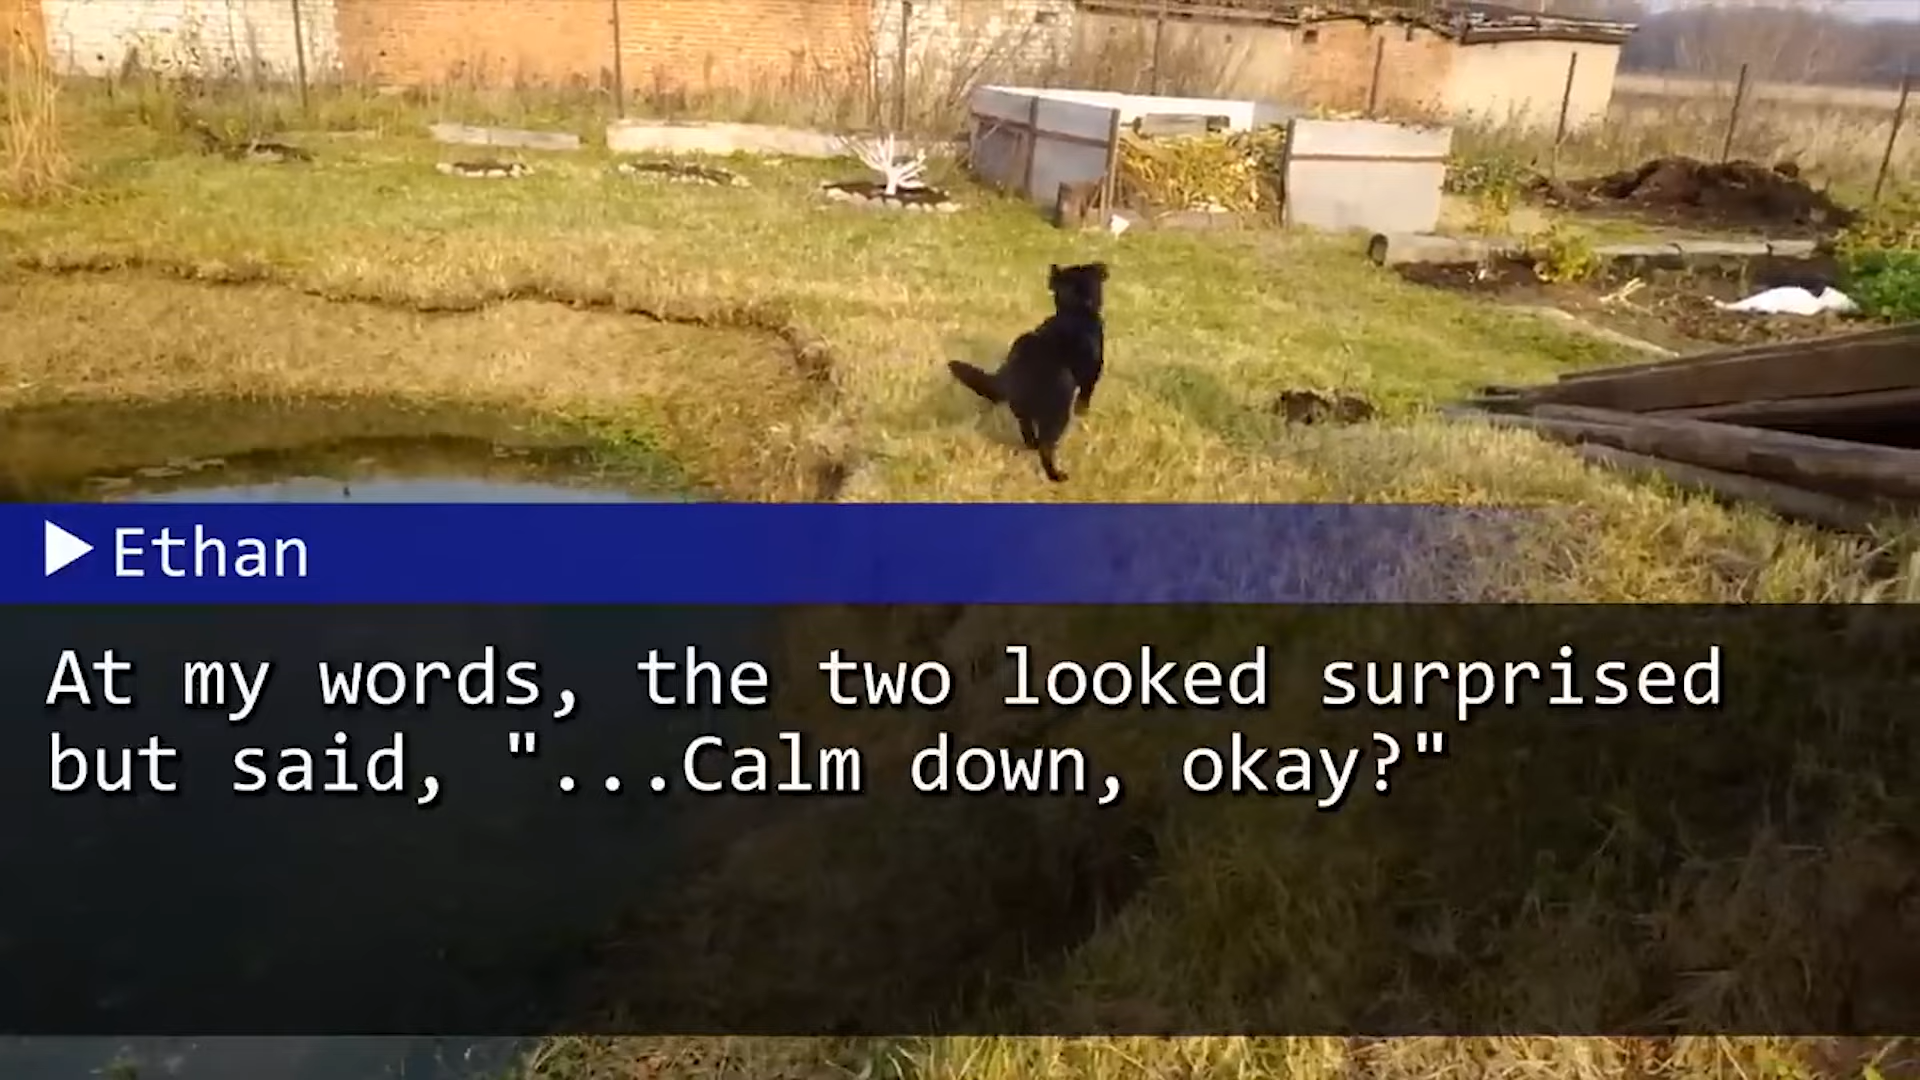 Ethan
At my words, the two looked surprised
but said, "...Calm down, okay?"